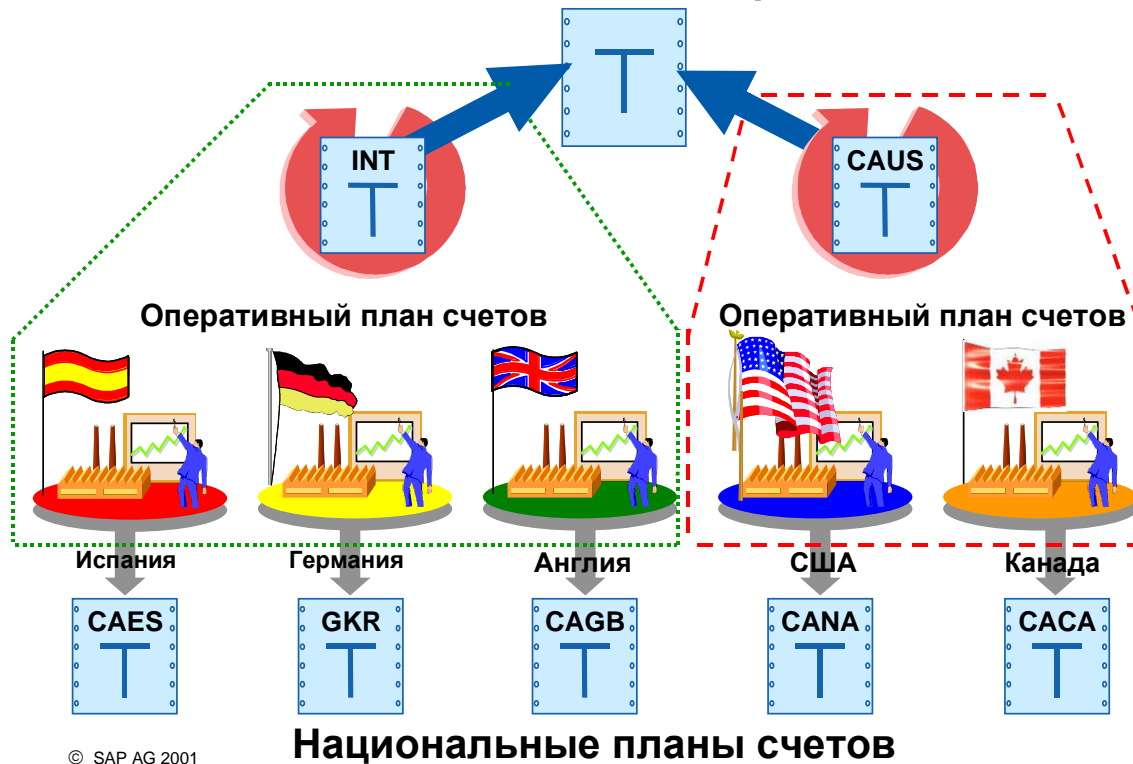 INT
CAUS
Оперативный план счетов
Оперативный план счетов
Испания
Германия
Англия
США
Канада
CAES
GKR
CAGB
CANA
CACA
Национальные планы счетов
© SAP AG 2001